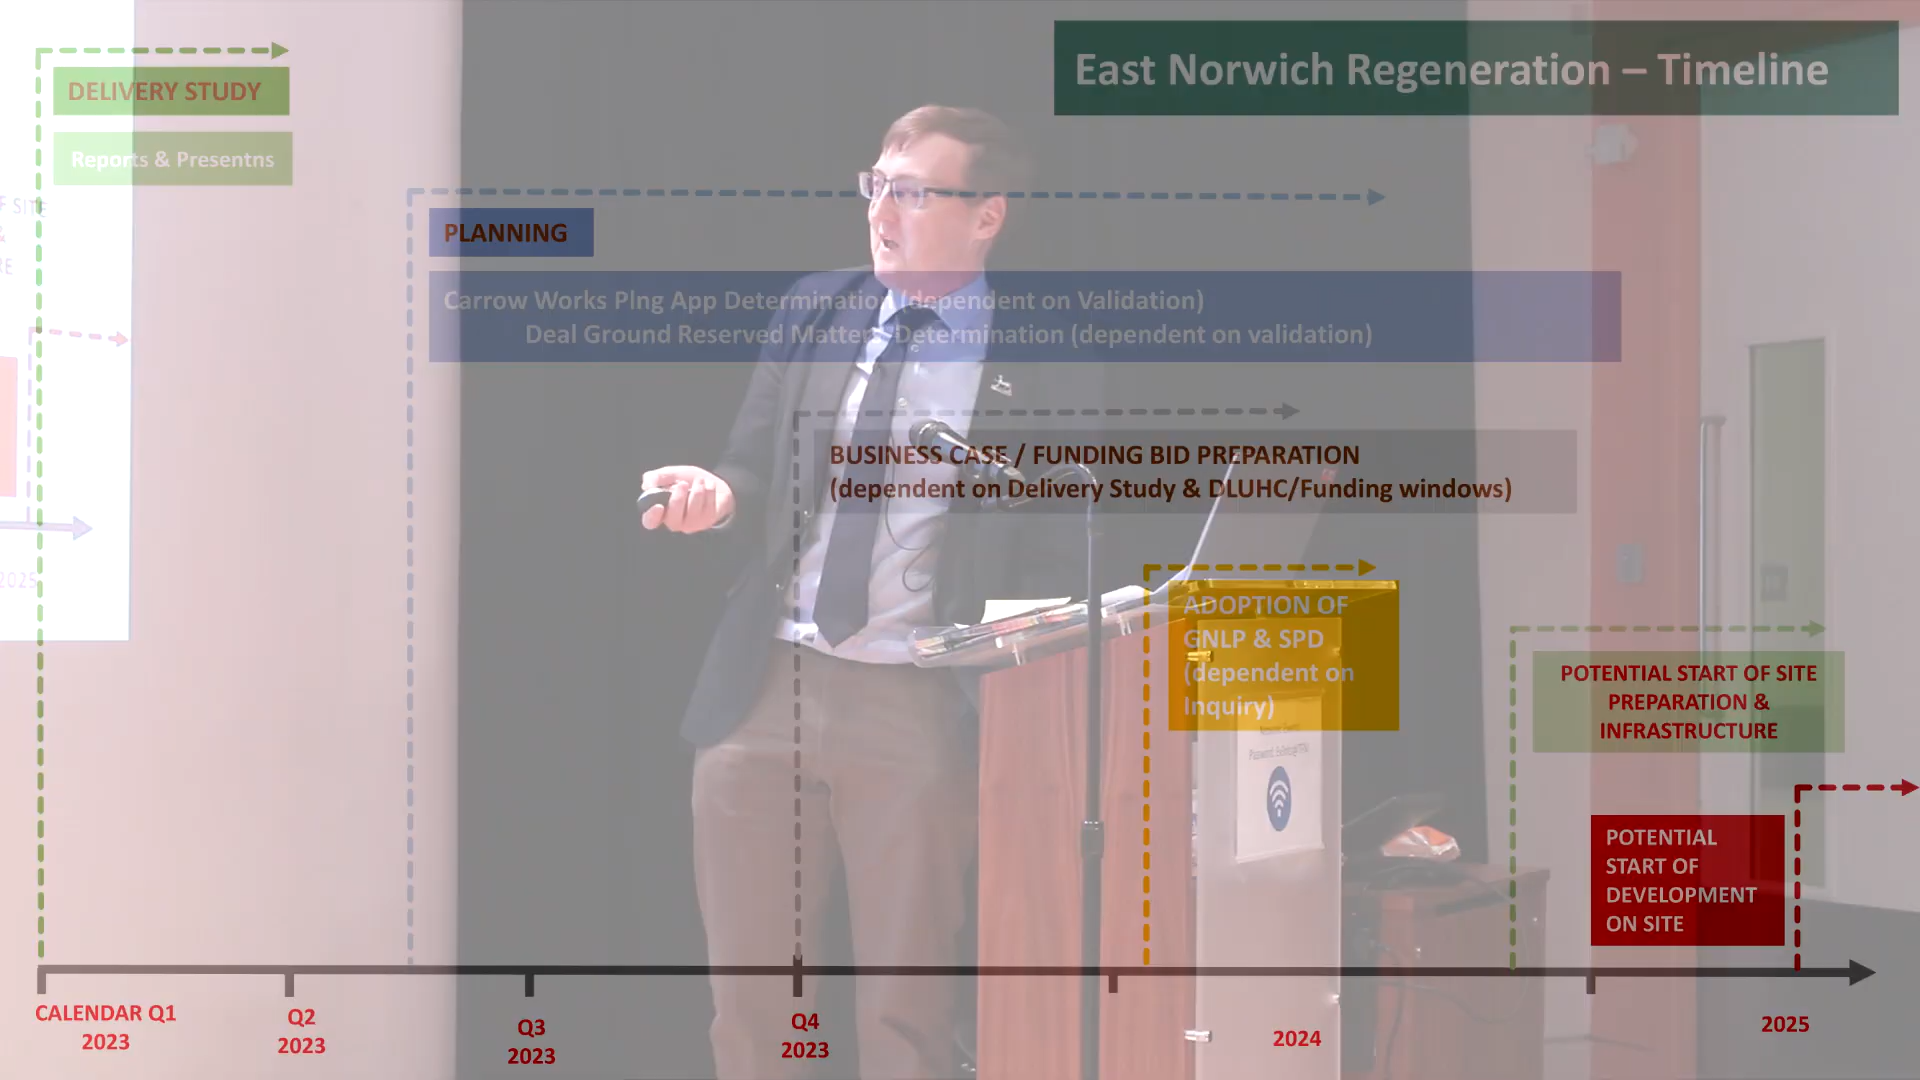 East Norwich Regeneration – Timeline
DELIVERY STUDY
Reports & Presentns
F SITE
&
RE
PLANNING
Carrow Works Plng App Determination (dependent on Validation)
Deal Ground Reserved Matters Determination (dependent on validation)
BUSINESS CASE / FUNDING BID PREPARATION
(dependent on Delivery Study & DLUHC/Funding windows)
2025
ADOPTION OF
GNLP & SPD
(dependent on
Inquiry)
POTENTIAL START OF SITE
PREPARATION &
INFRASTRUCTURE
POTENTIAL
START OF
DEVELOPMENT
ON SITE
CALENDAR Q1
2023
Q2
2023
Q3
2023
Q4
2023
2024
2025